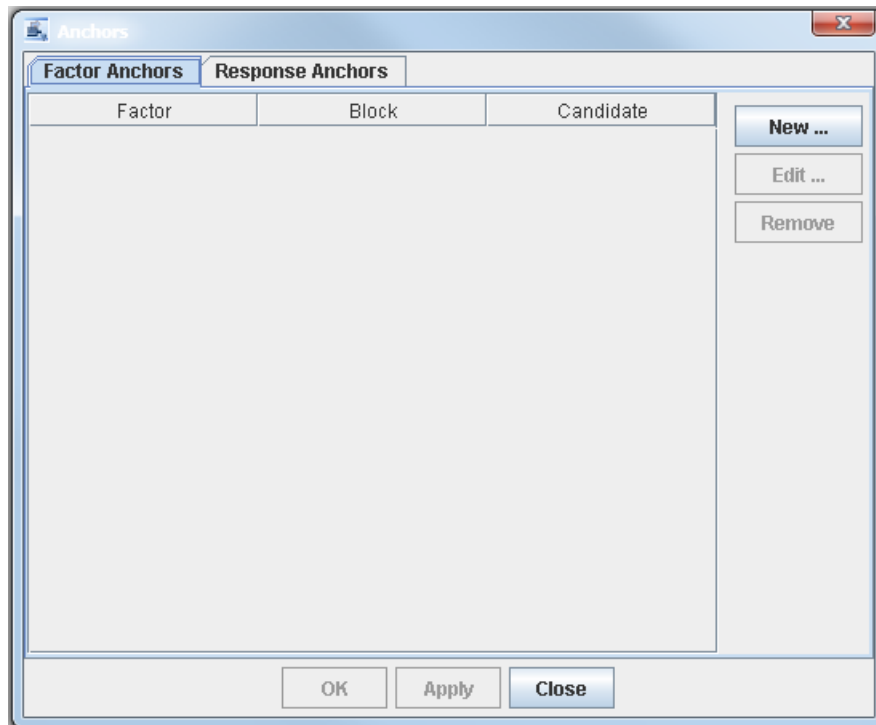 Anchors
Factor Anchors Response Anchors
Factor Block Candidate
New ...
Edit ...
Remove
OK Apply Close